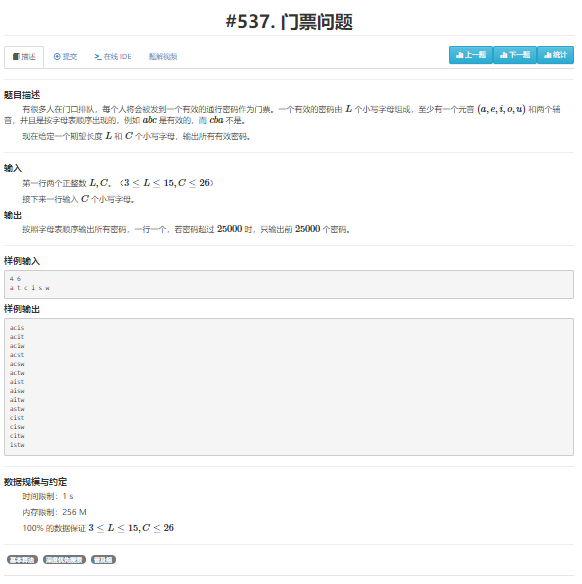 #537. 门票问题
描述 提交 >_ 在线 IDE 题解视频 上一题 下一题 统计
题目描述
有很多人在门口排队，每个人将会被发到一个有效的通行密码作为门票。一个有效的密码由 L 个小写字母组成，至少有一个元音 (a, e, i, o, u) 和两个辅
音，并且是按字母表顺序出现的，例如 abc 是有效的，而 cba 不是。
现在给定一个期望长度 L 和 C 个小写字母，输出所有有效密码。
输入
第一行两个正整数 L, C。（3 ≤ L ≤ 15, C ≤ 26）
接下来一行输入 C 个小写字母。
输出
按照字母表顺序输出所有密码，一行一个，若密码超过 25000 时，只输出前 25000 个密码。
样例输入
4 6
a t c i s w
样例输出
acis
acit
aciw
acst
acsw
actw
aist
aisw
aitw
astw
cist
cisw
citw
istw
数据规模与约定
时间限制：1 s
内存限制：256 M
100% 的数据保证 3 ≤ L ≤ 15, C ≤ 26
基本算法 深度优先搜索